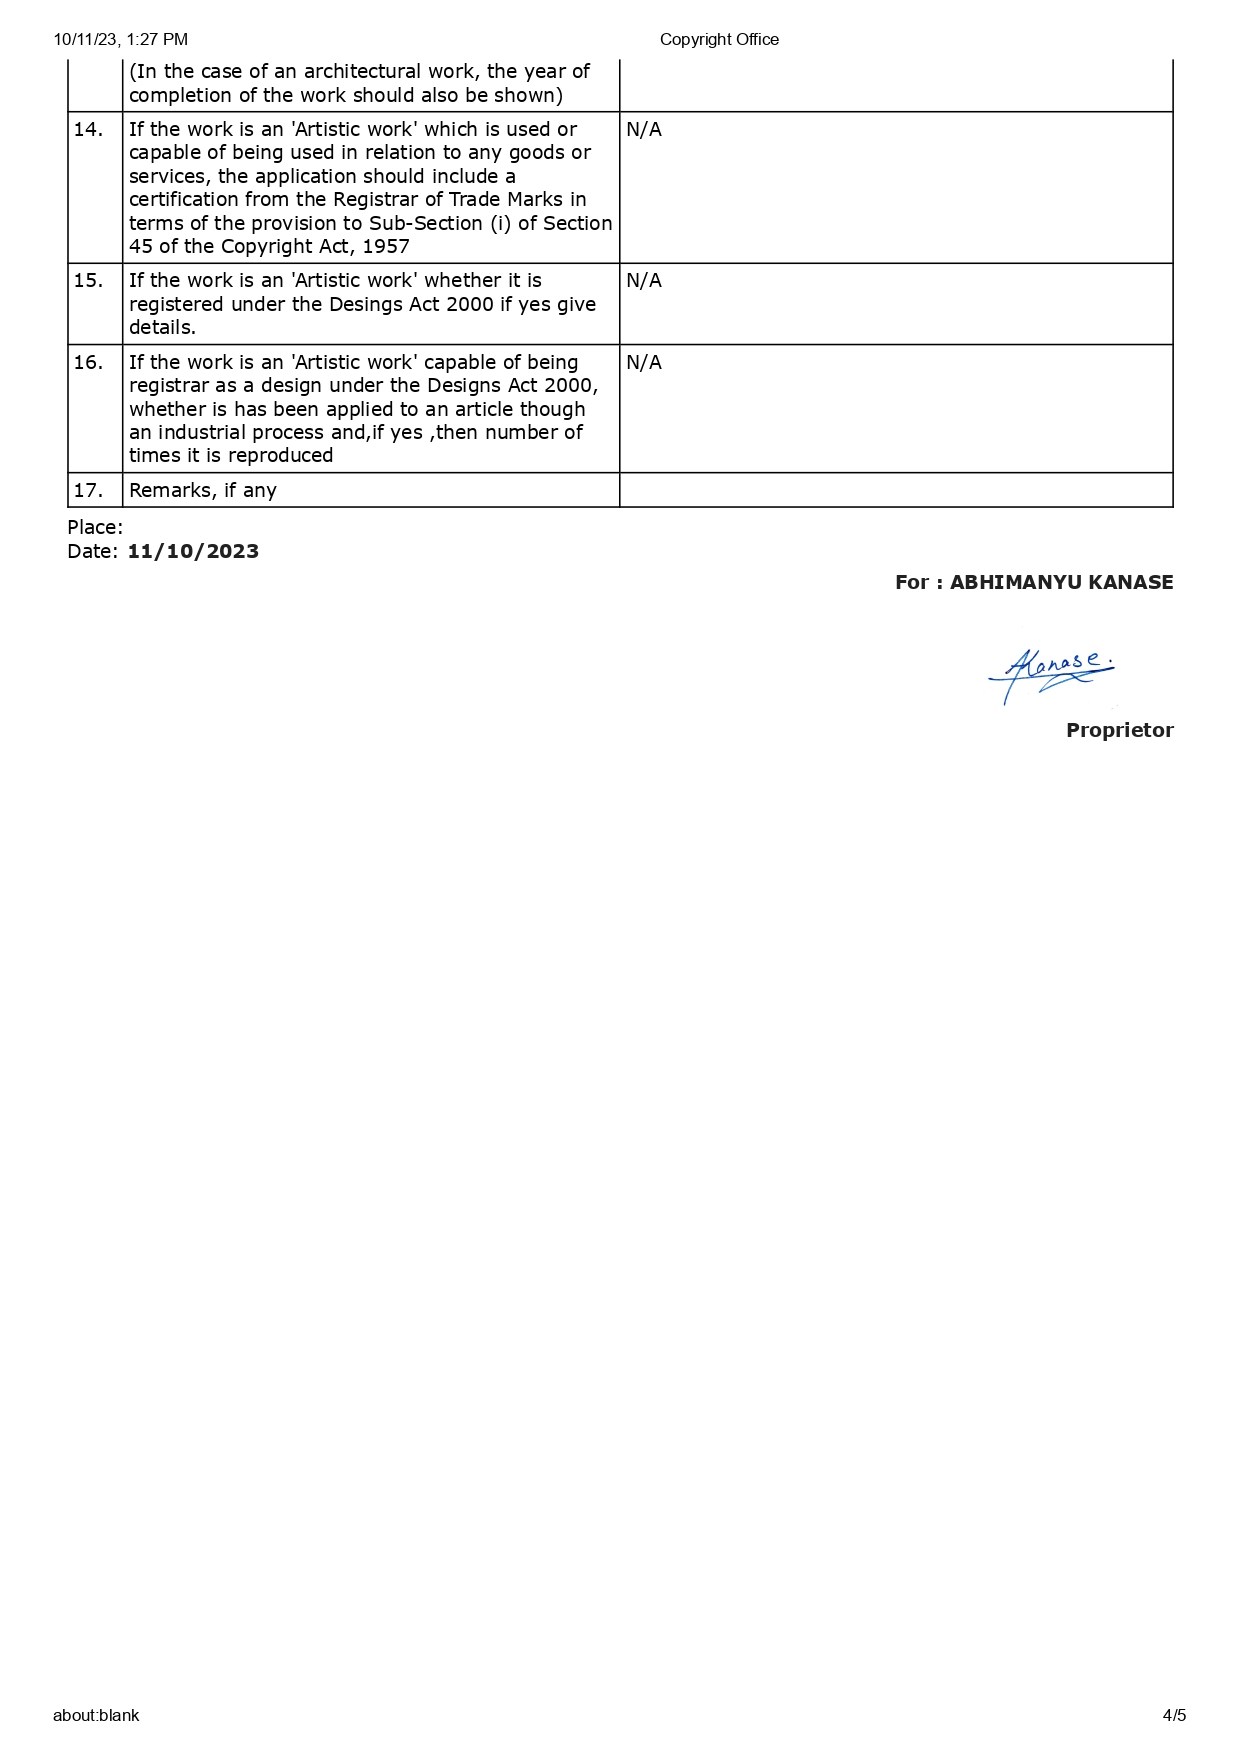 10/11/23, 1:27 PM Copyright Office
(In the case of an architectural work, the year of
completion of the work should also be shown)
14. If the work is an 'Artistic work' which is used or N/A
capable of being used in relation to any goods or
services, the application should include a
certification from the Registrar of Trade Marks in
terms of the provision to Sub-Section (i) of Section
45 of the Copyright Act, 1957
15. If the work is an 'Artistic work' whether it is N/A
registered under the Desings Act 2000 if yes give
details.
16. If the work is an 'Artistic work' capable of being N/A
registrar as a design under the Designs Act 2000,
whether is has been applied to an article though
an industrial process and,if yes ,then number of
times it is reproduced
17. Remarks, if any
Place:
Date: 11/10/2023
For : ABHIMANYU KANASE
AKanase.
Proprietor
about:blank 4/5